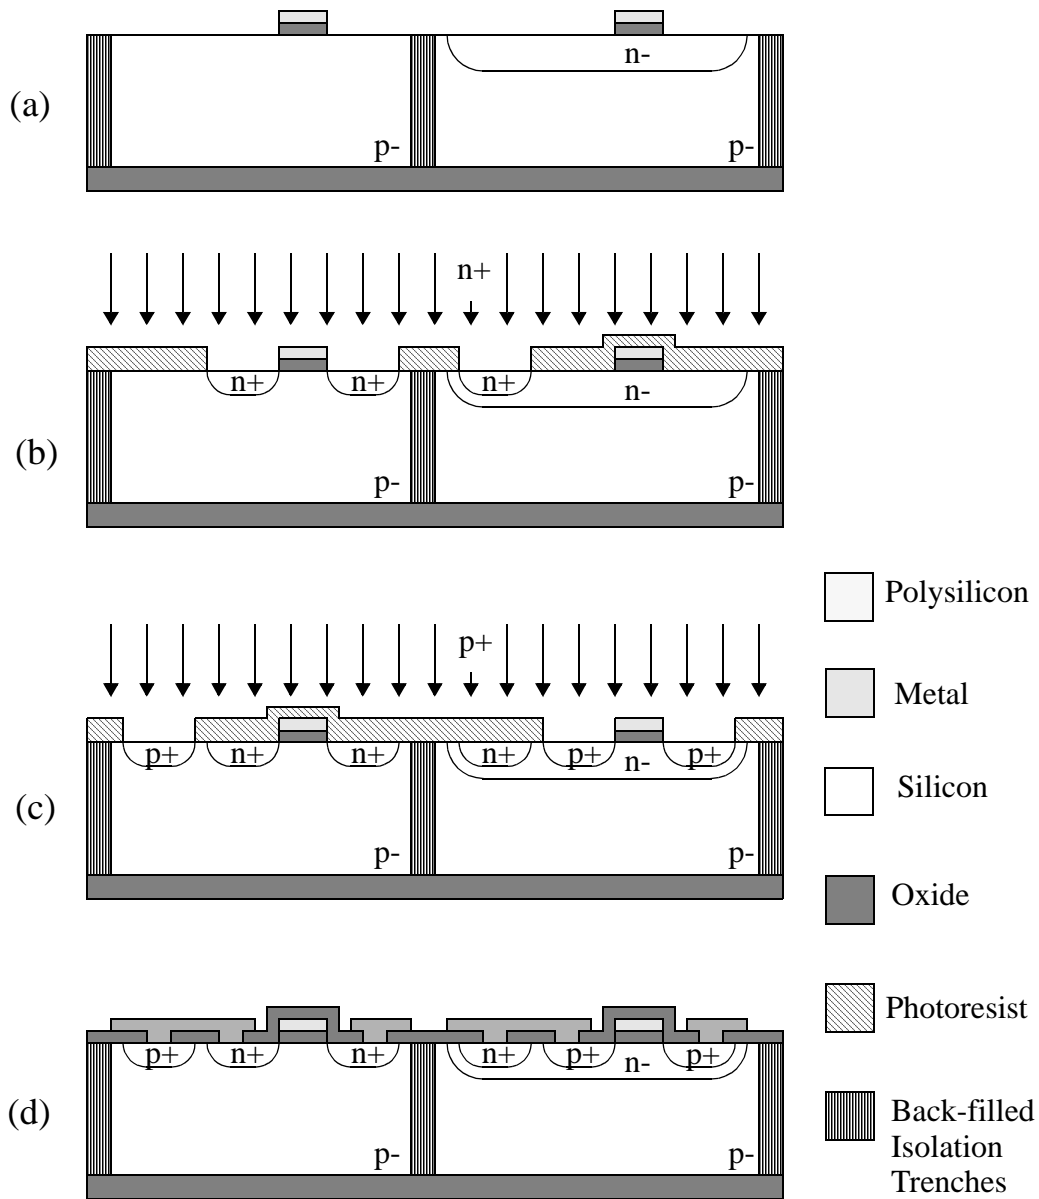 n-
(a)
p-
p-
n+
n+
n+
n+
n-
(b)
p-
p-
Polysilicon
p+
Metal
p+
n+
n+
n+
p+
n-
p+
Silicon
(c)
p-
p-
Oxide
Photoresist
p+
n+
n+
n+
p+
n-
p+
(d)
p-
p-
Back-filled
Isolation
Trenches